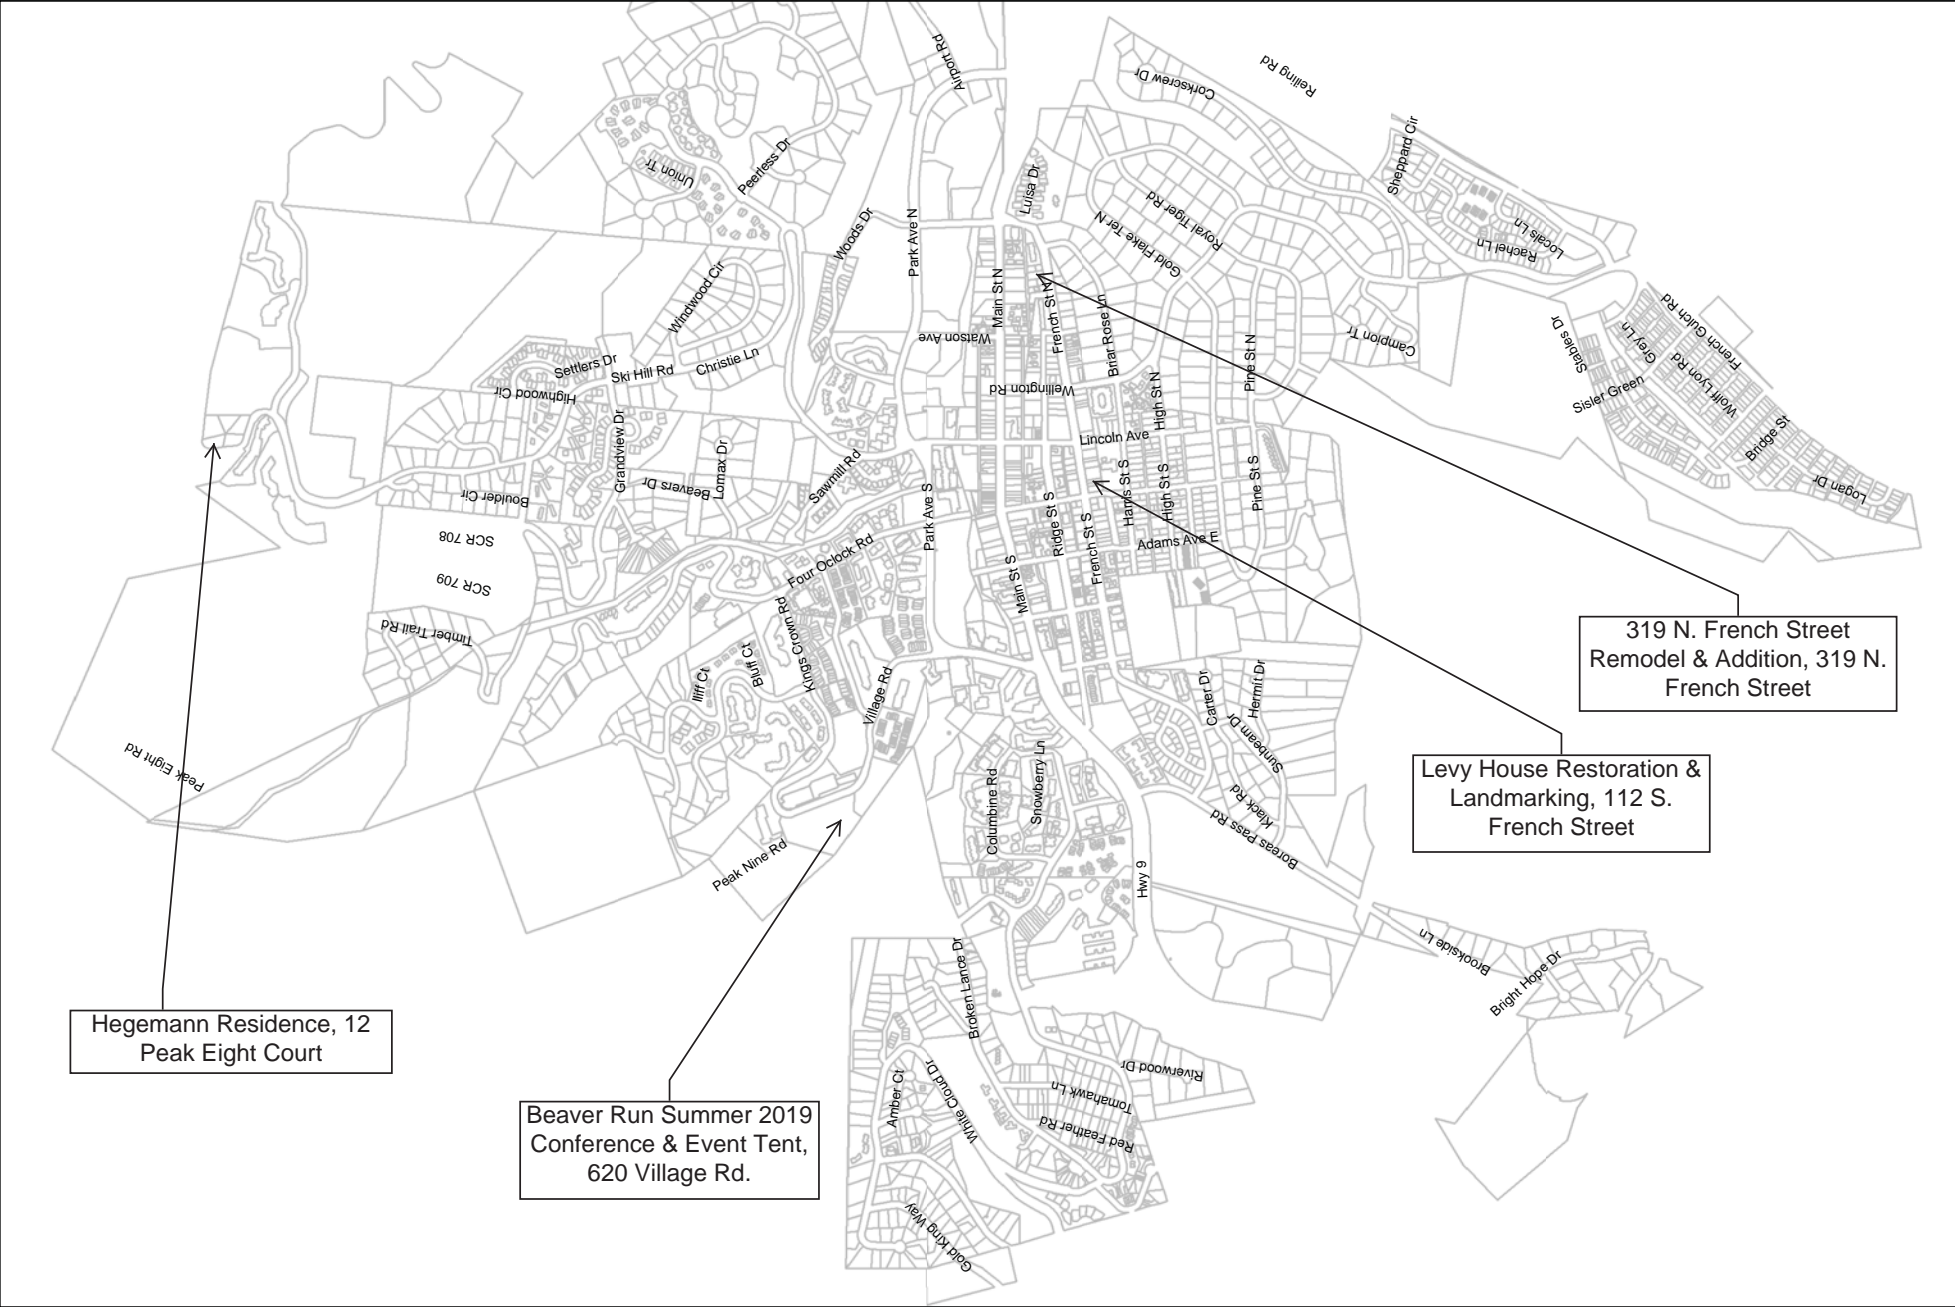 Airport Rd
Corkscrew Dr
Reiling Rd
Sheppard Cir
Union Tr
Peerless Dr
Luisa Dr
Woods Dr
Park Ave N
Royal Tiger Rd
Gold Flake Ter N
Locals Ln
Rachel Ln
Windwood Cir
Main St N
French St N
Briar Rose Ln
Watson Ave
Pine St N
Campion Tr
Stables Dr
Grey Ln
French Gulch Rd
Settlers Dr
Ski Hill Rd
Christie Ln
Highwood Cir
Wellington Rd
High St N
Sisler Green
Wolff Lyon Rd
Bridge St
Logan Dr
Grandview Dr
Lomax Dr
Beavers Dr
Sawmill Rd
Lincoln Ave
Boulder Cir
Park Ave S
Ridge St S
Harris St S
High St S
Pine St S
SCR 708
SCR 709
Four Oclock Rd
French St S
Adams Ave E
Main St S
Timber Trail Rd
Kings Crown Rd
Bluff Ct
Iliff Ct
Village Rd
Carter Dr
Hermit Dr
Sunbeam Dr
Peak Eight Rd
Columbine Rd
Snowberry Ln
Klack Rd
Boreas Pass Rd
Peak Nine Rd
Hwy 9
Brookside Ln
Bright Hope Dr
Broken Lance Dr
Amber Ct
White Cloud Dr
Riverwood Dr
Tomahawk Ln
Red Feather Rd
Gold King Way
319 N. French Street
Remodel & Addition, 319 N.
French Street
Levy House Restoration &
Landmarking, 112 S.
French Street
Hegemann Residence, 12
Peak Eight Court
Beaver Run Summer 2019
Conference & Event Tent,
620 Village Rd.